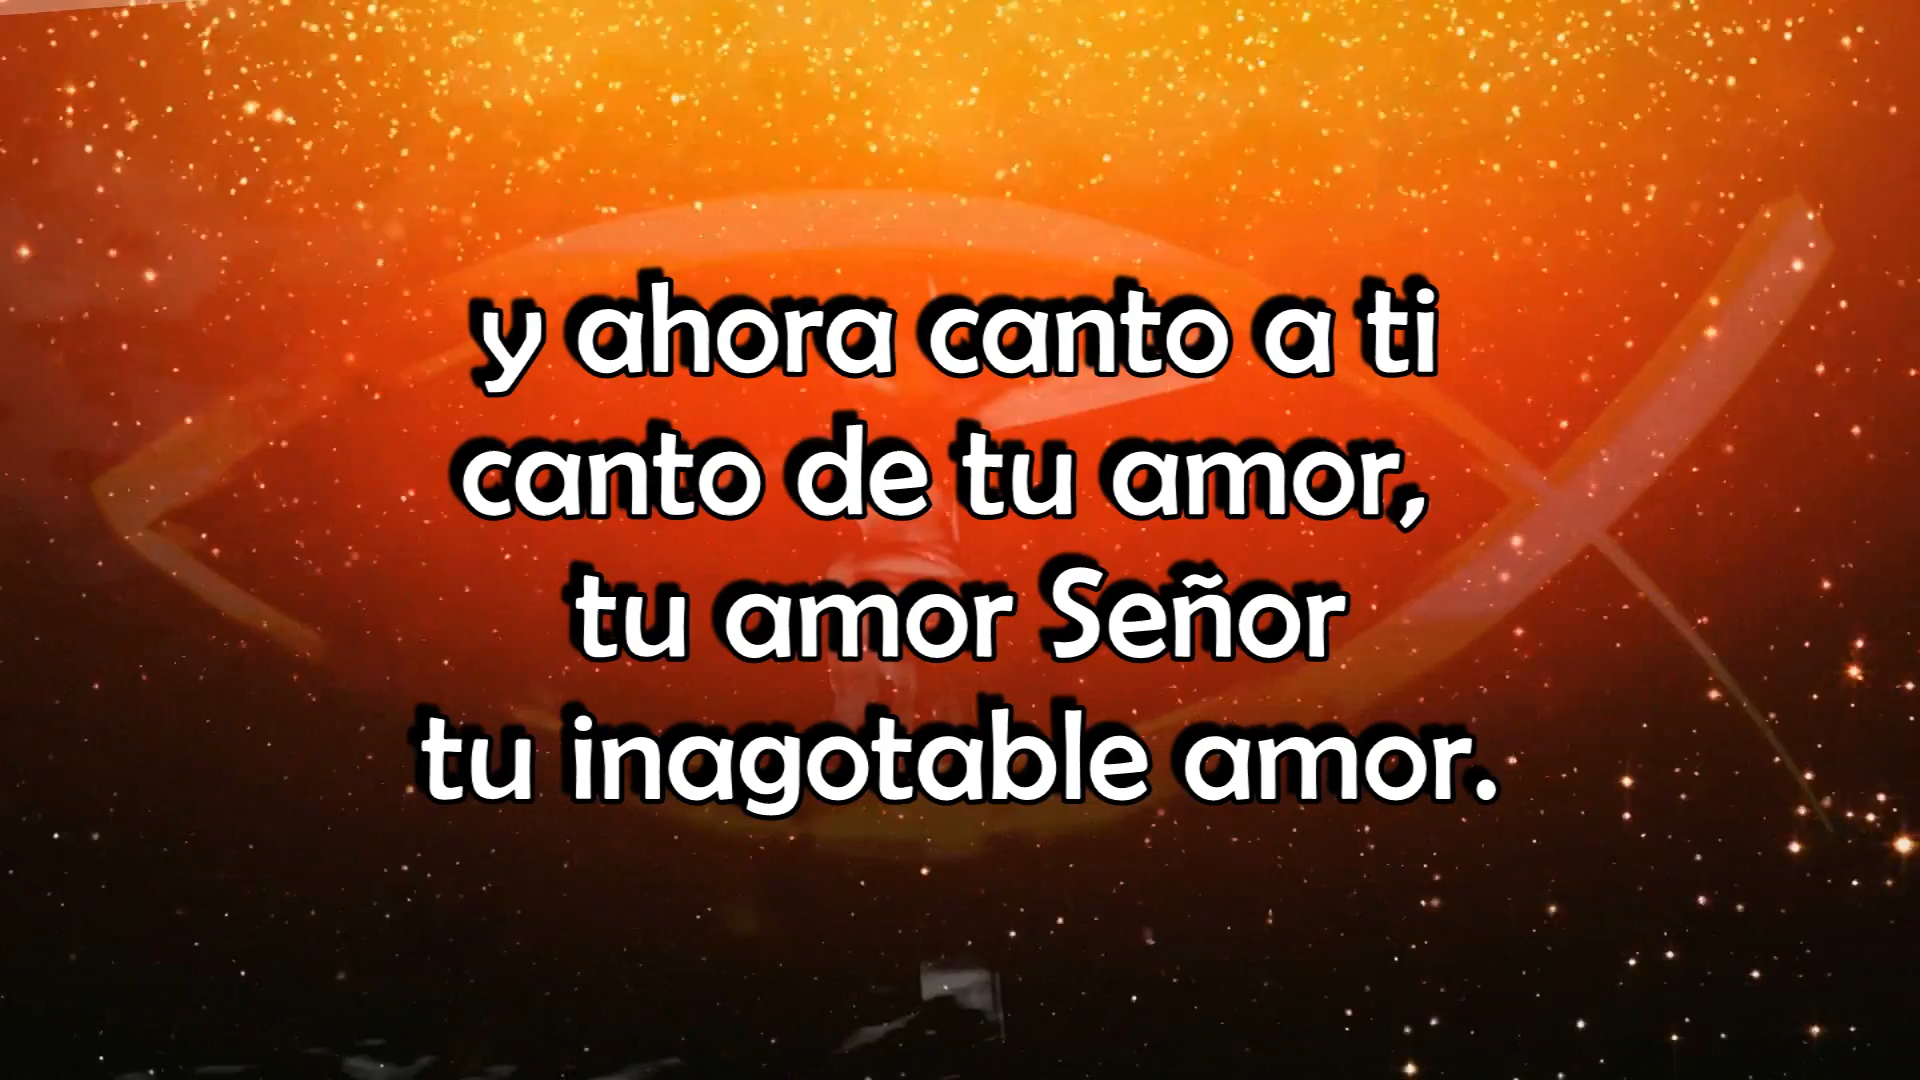 y ahora canto a ti
canto de tu amor,
tu amor Señor
tu inagotable amor.